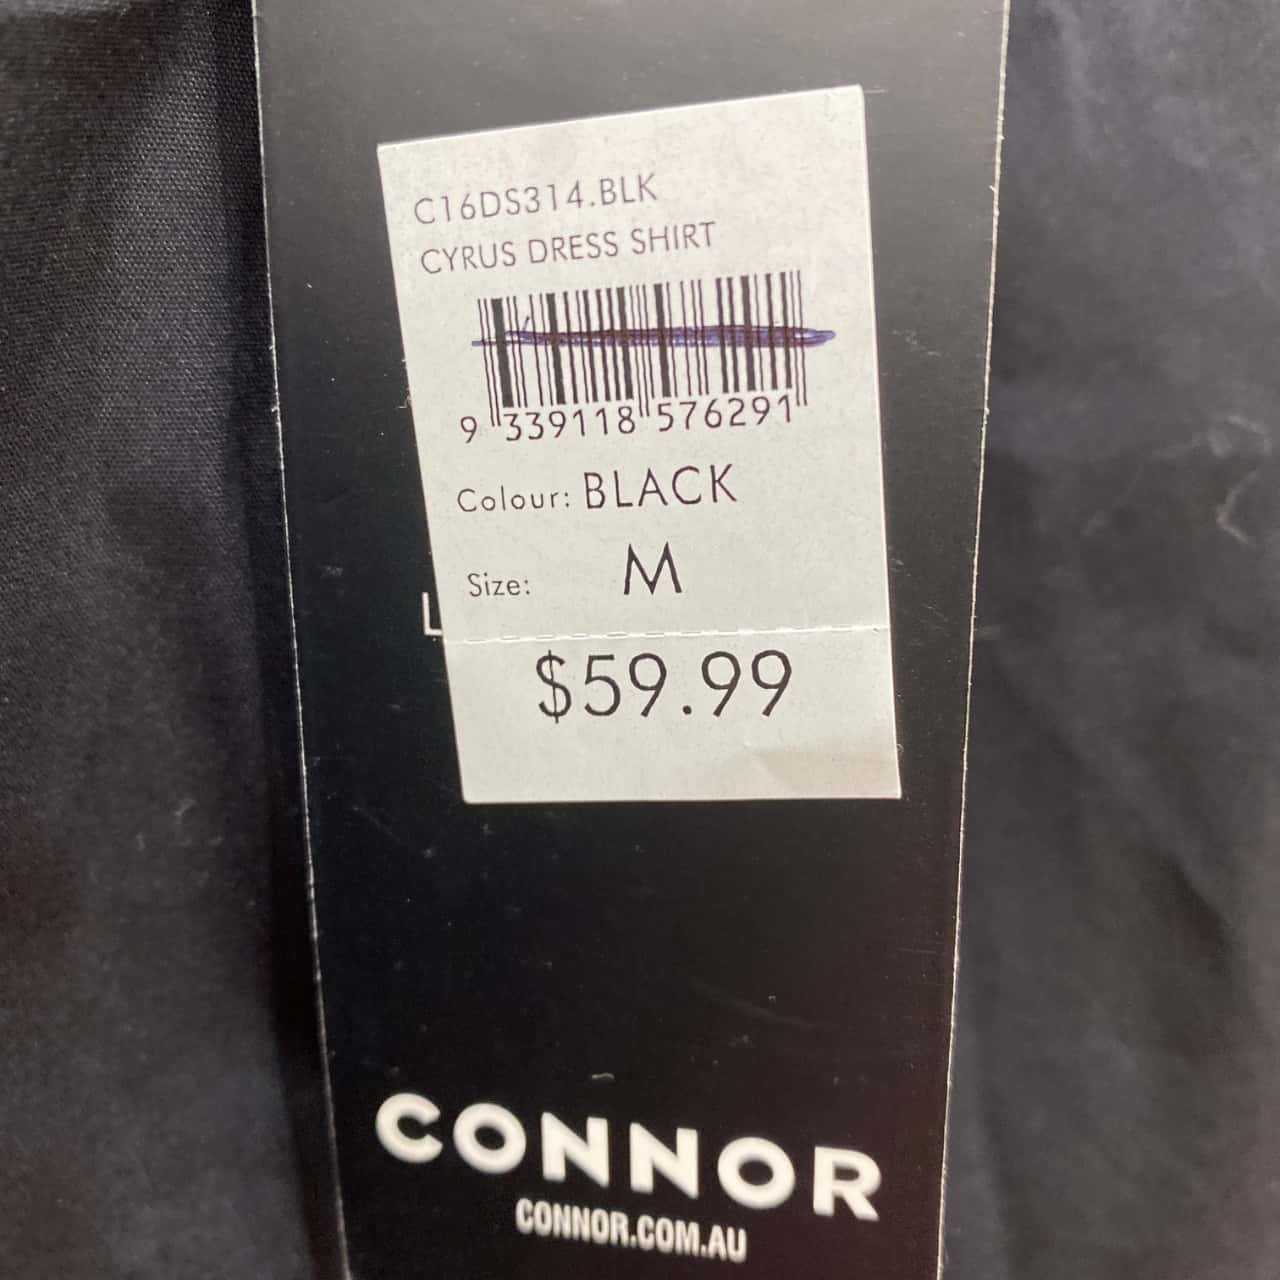 C16DS314.BLK
CYRUS DRESS SHIRT
9 339118 576291
Colour: BLACK
Size: M
L
$59.99
CONNOR
CONNOR.COM.AU